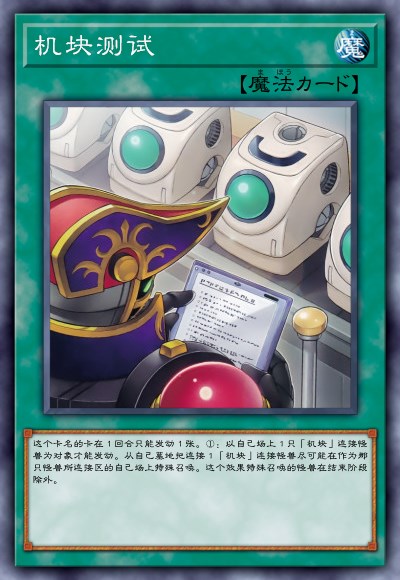 机块测试
魔
【魔法カード】
まほう
这个卡名的卡在1回合只能发动1张。①：以自己场上1只「机块」连接怪
兽为对象才能发动。从自己墓地把连接1「机块」连接怪兽尽可能在作为那
只怪兽所连接区的自己场上特殊召唤。这个效果特殊召唤的怪兽在结束阶段
除外。